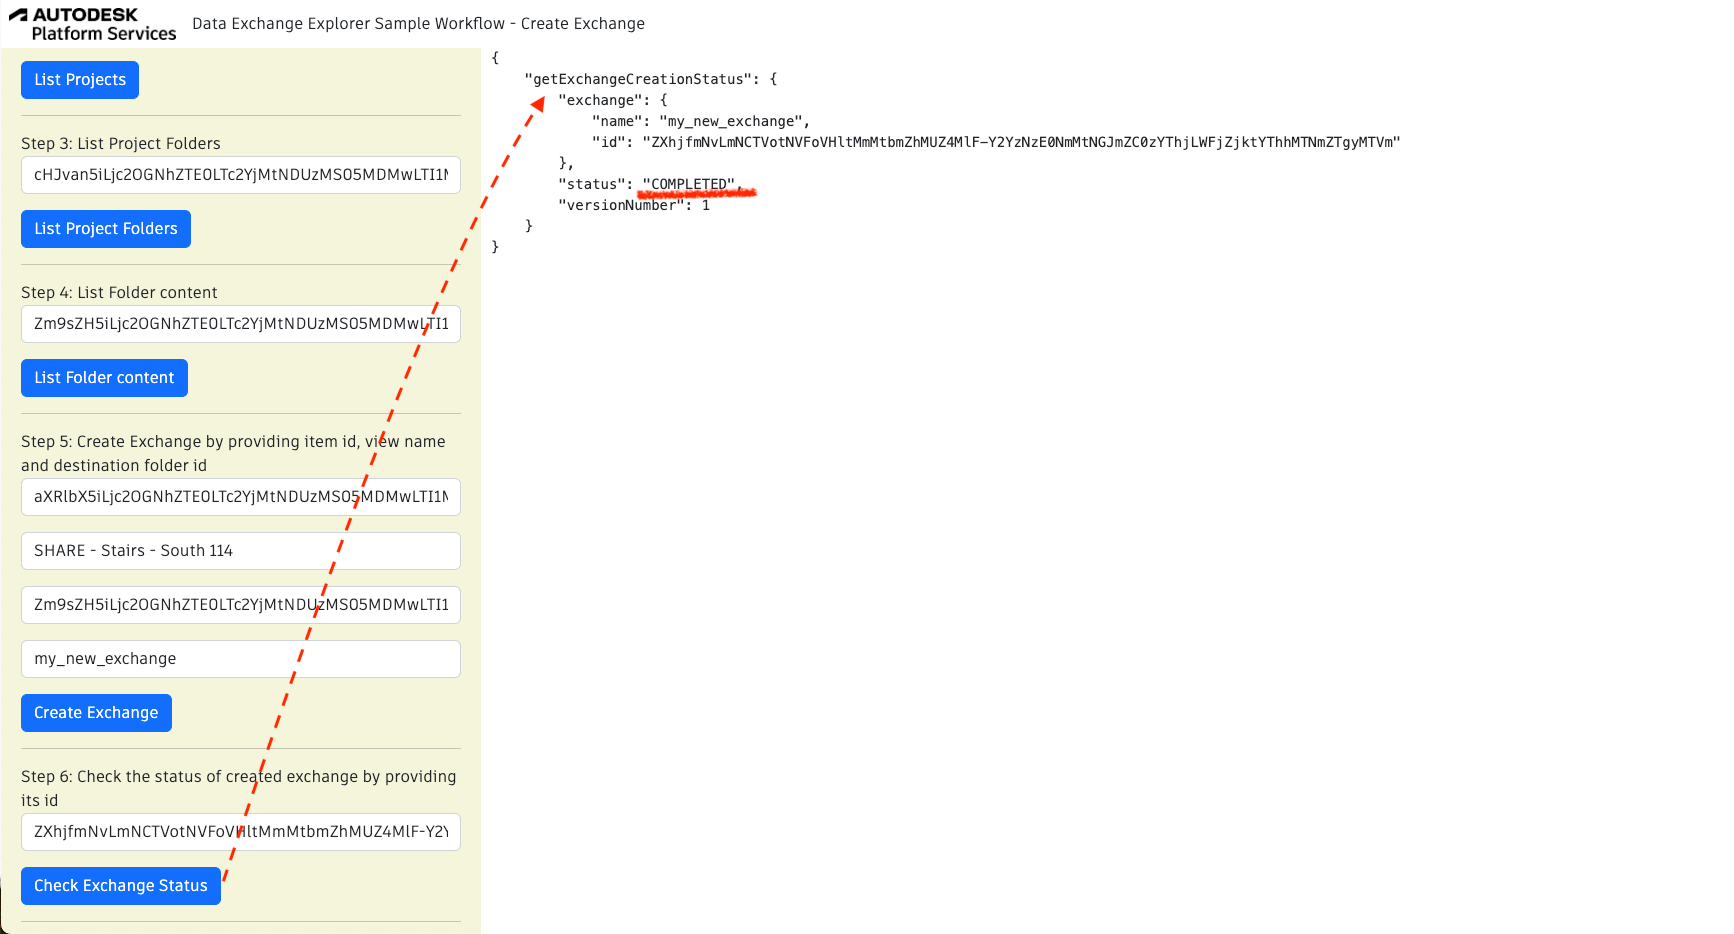 AUTODESK
Platform Services
Data Exchange Explorer Sample Workflow - Create Exchange
List Projects
Step 3: List Project Folders
cHJvan5iLjc2OGNhZTE0LTc2YjMtNDUzMS05MDMwLTI1N
List Project Folders
Step 4: List Folder content
Zm9sZH5iLjc2OGNhZTE0LTc2YjMtNDUzMS05MDMwLTI1
List Folder content
Step 5: Create Exchange by providing item id, view name
and destination folder id
aXRlbX5iLjc2OGNhZTE0LTc2YjMtNDUzMS05MDMwLTI1N
SHARE - Stairs - South 114
Zm9sZH5iLjc2OGNhZTE0LTc2YjMtNDUzMS05MDMwLTI1
my_new_exchange
Create Exchange
Step 6: Check the status of created exchange by providing
its id
ZXhjfmNvLmNCTVotNVFoVHltMmMtbmZhMUZ4MlF-Y2Y
Check Exchange Status
{
"getExchangeCreationStatus": {
"exchange": {
"name": "my_new_exchange",
"id": "ZXhjfmNvLmNCTVotNVFoVHltMmMtbmZhMUZ4MlF-Y2YzNzE0NmMtNGJmZC0zYThjLWFjZjktYThhMTNmZTgyMTVm"
},
"status": "COMPLETED",
"versionNumber": 1
}
}